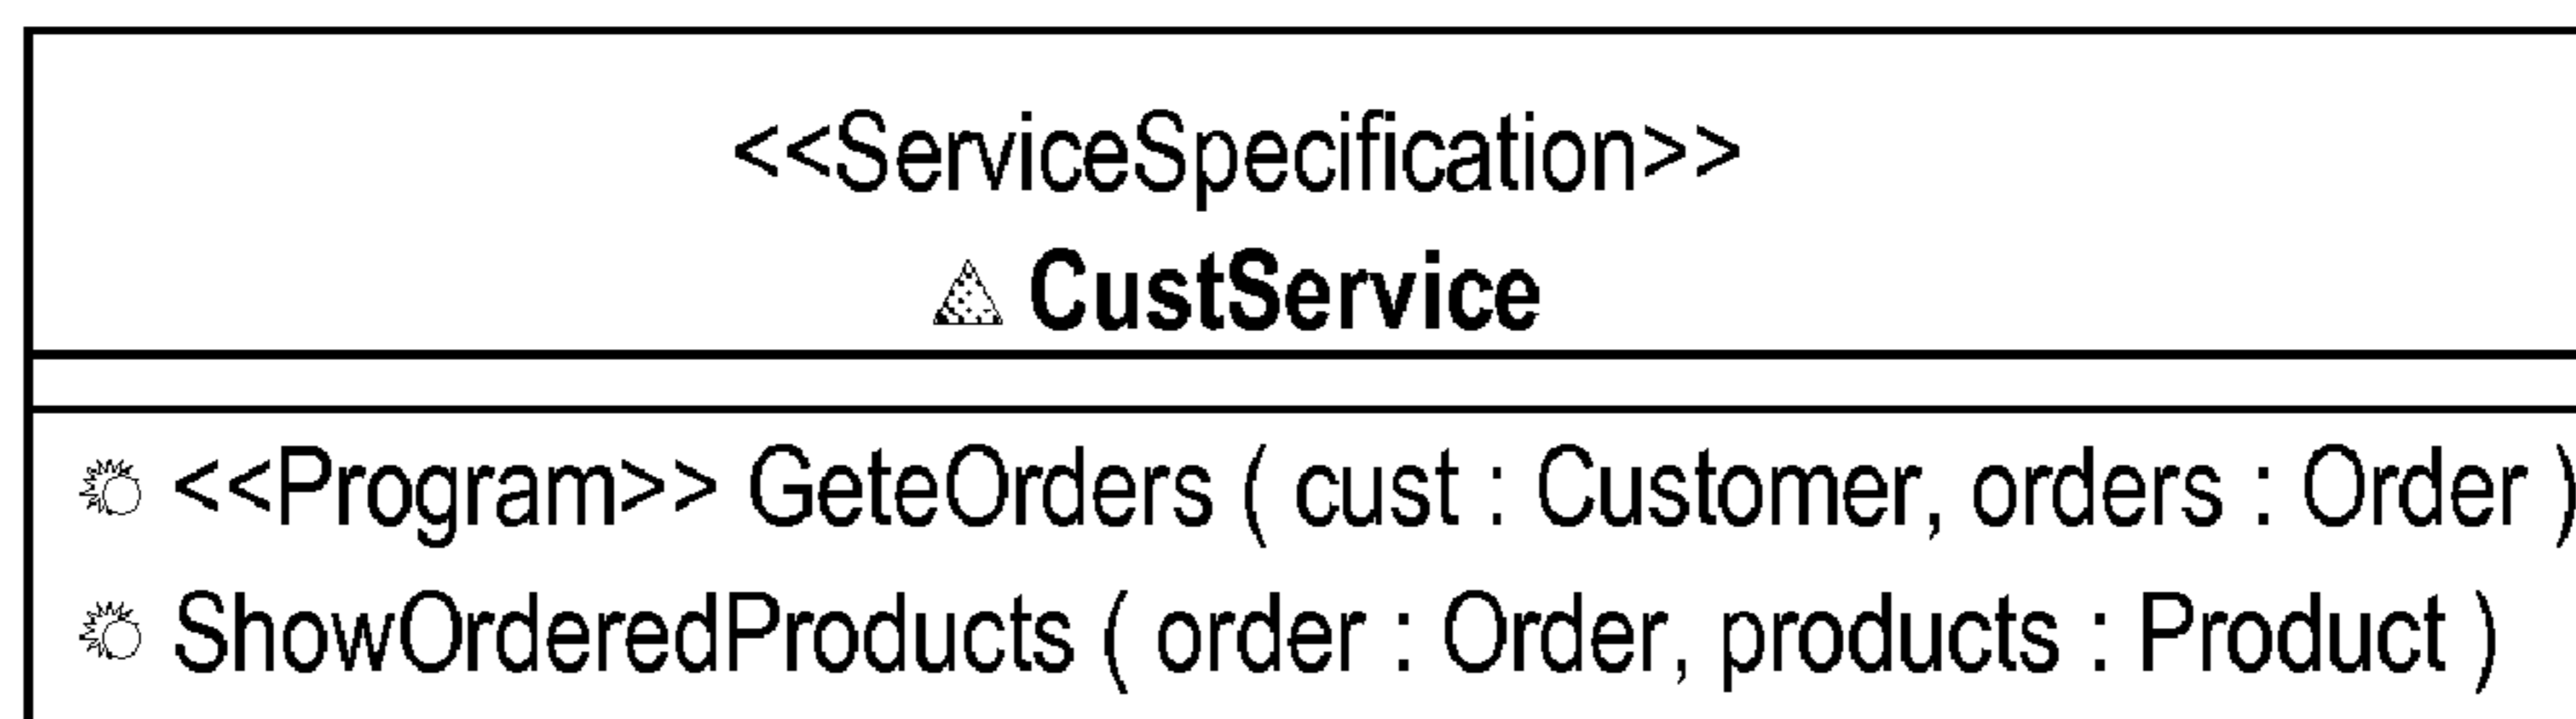 <<ServiceSpecification>>
CustService
<<Program>> GeteOrders ( cust : Customer, orders : Order )
ShowOrderedProducts ( order : Order, products : Product )